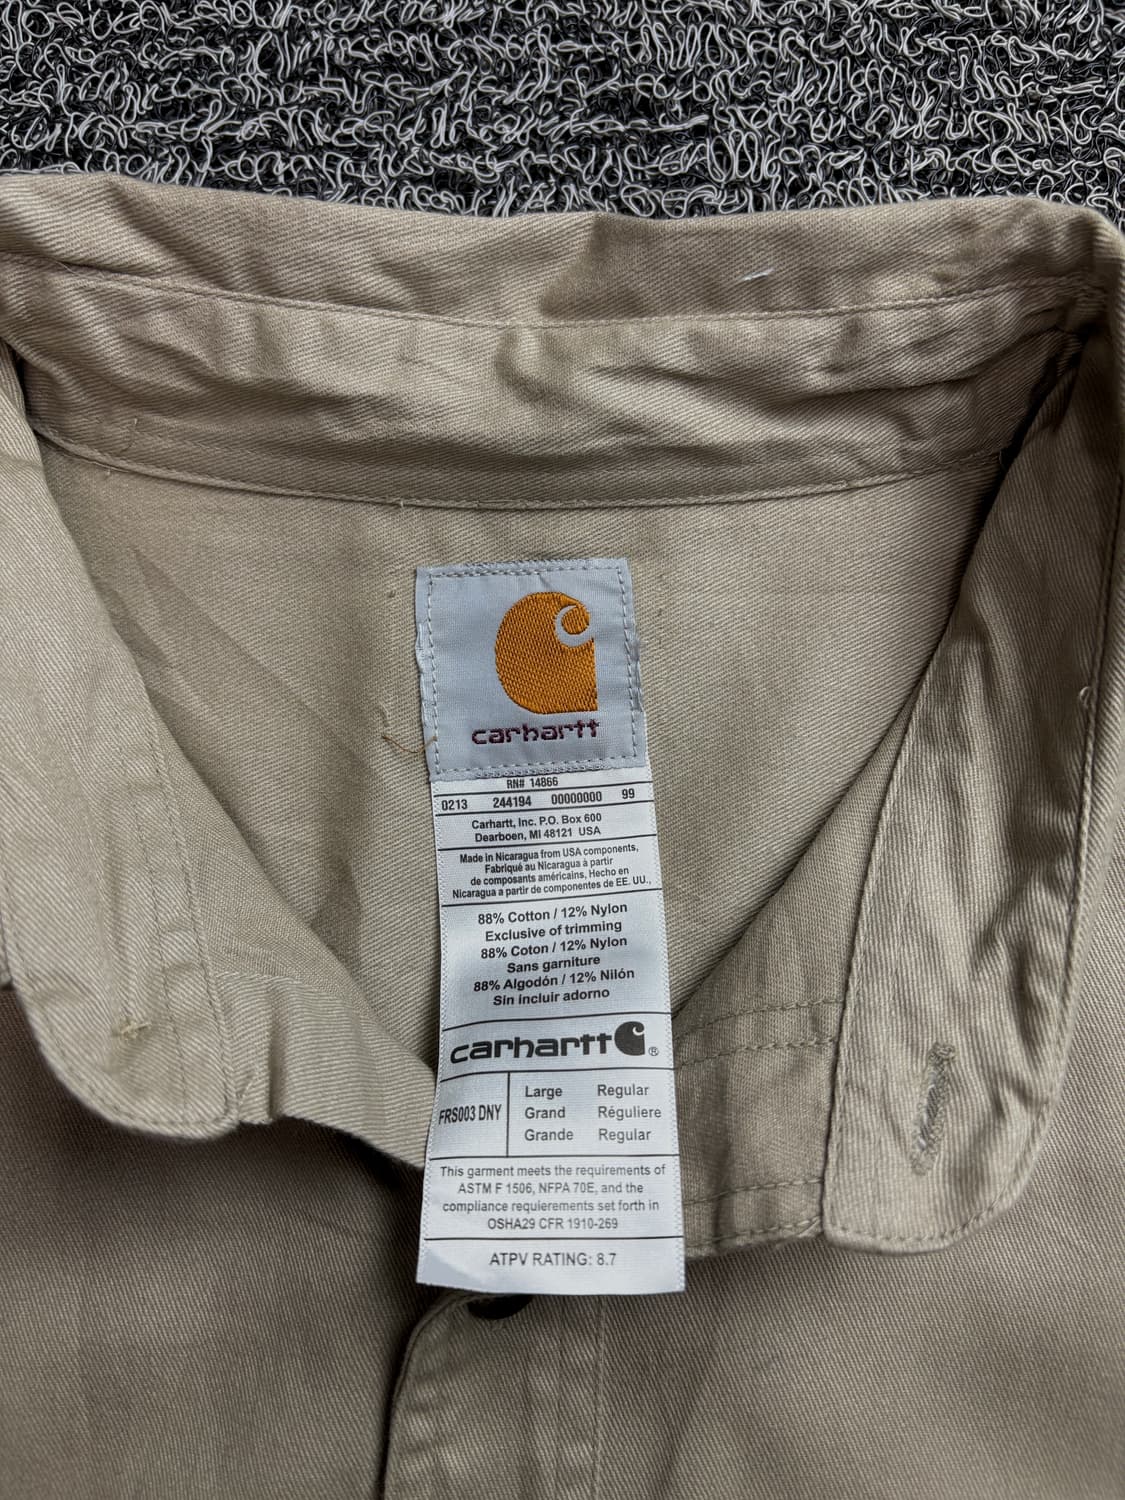 carhartt
RN# 14866
0213 244194 00000000 99
Carhartt, Inc. P.O. Box 600
Dearboen, MI 48121 USA
Made in Nicaragua from USA components,
Fabriqué au Nicaragua à partir
de composants américains, Hecho en
Nicaragua a partir de componentes de EE. UU.,
88% Cotton / 12% Nylon
Exclusive of trimming
88% Coton / 12% Nylon
Sans garniture
88% Algodón / 12% Nilón
Sin incluir adorno
carhartt ®
FRS003 DNY
Large Regular
Grand Réguliere
Grande Regular
This garment meets the requirements of
ASTM F 1506, NFPA 70E, and the
compliance requierements set forth in
OSHA29 CFR 1910-269
ATPV RATING: 8.7